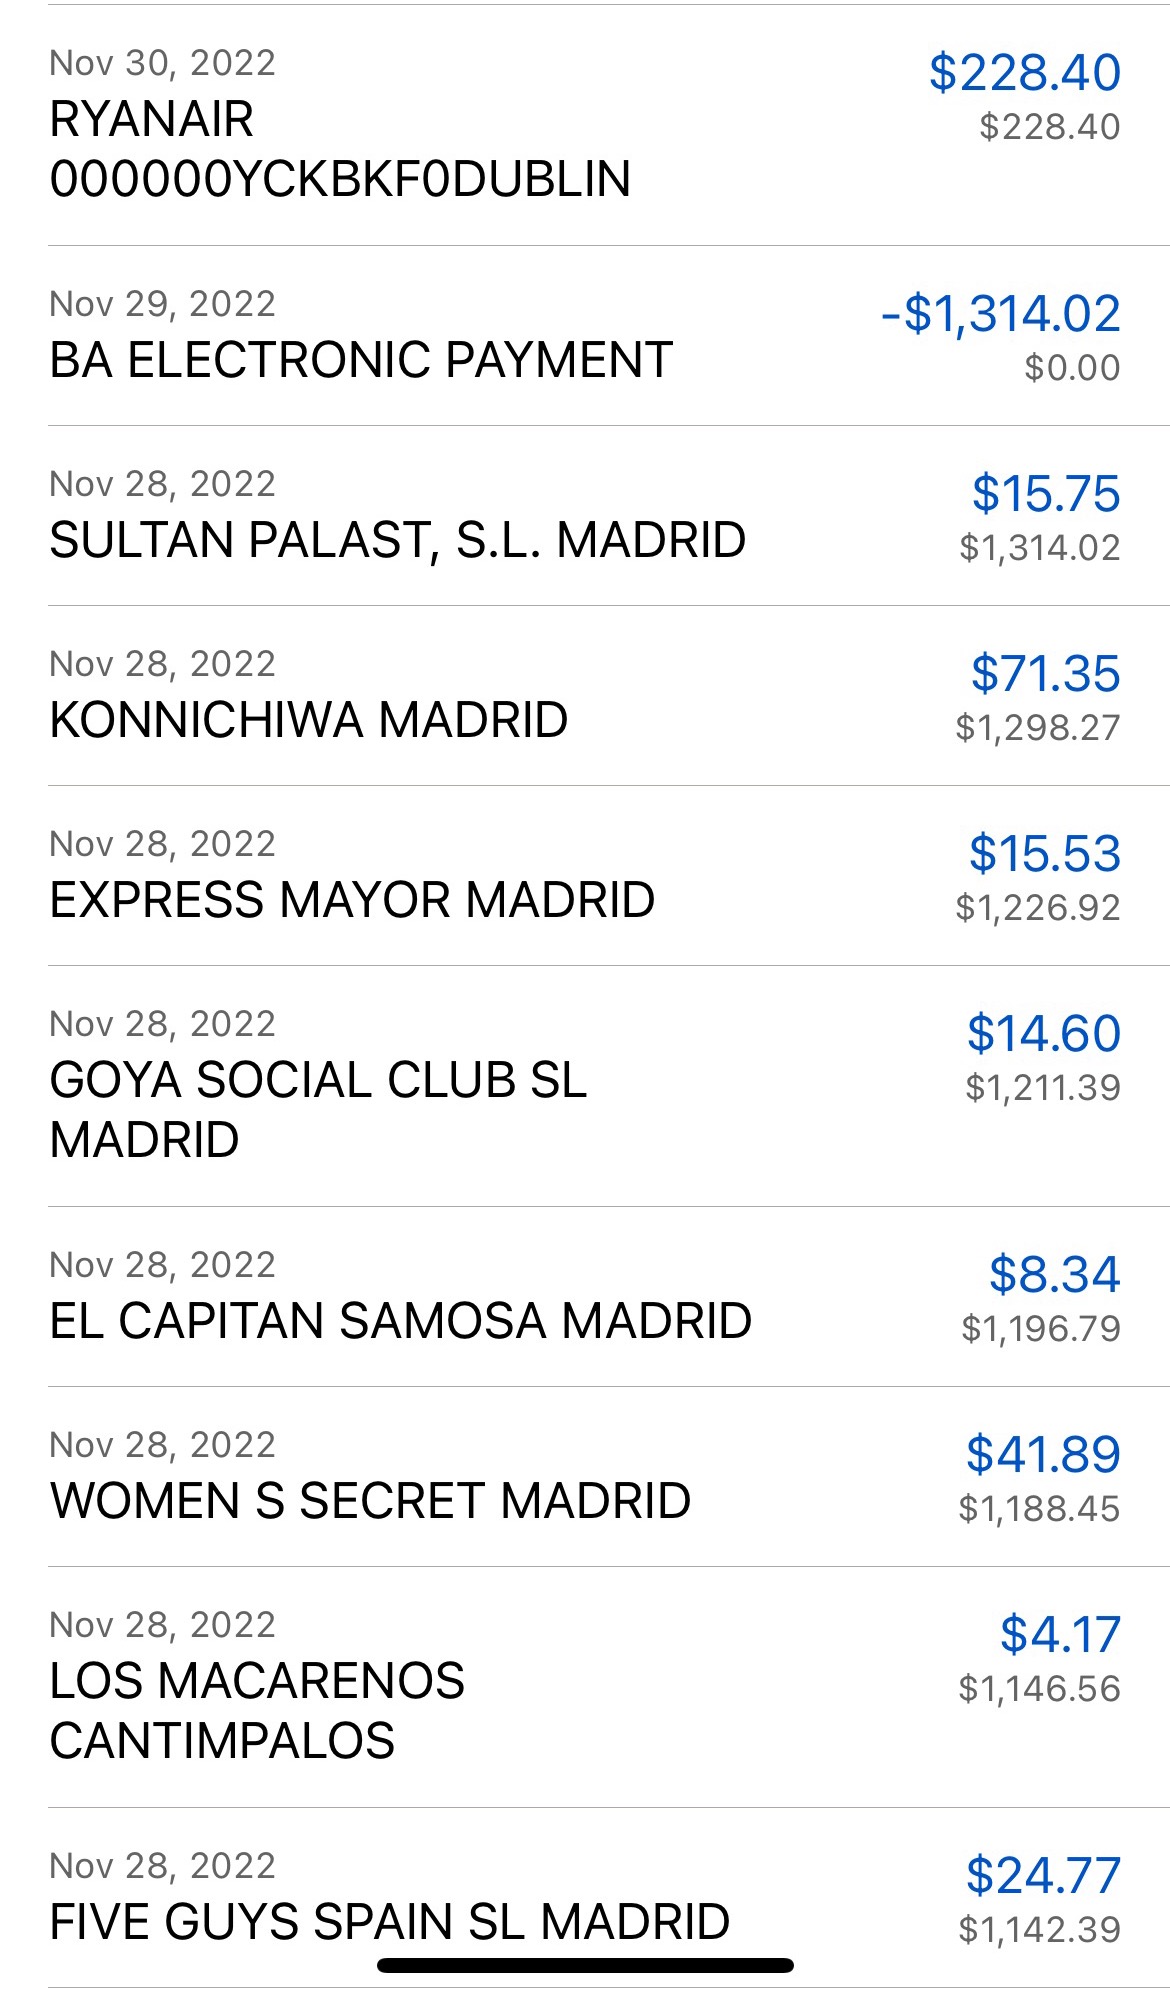 Nov 30, 2022
$228.40
RYANAIR
$228.40
000000YCKBKF0DUBLIN
Nov 29, 2022
-$1,314.02
BA ELECTRONIC PAYMENT
$0.00
Nov 28, 2022
$15.75
SULTAN PALAST, S.L. MADRID
$1,314.02
Nov 28, 2022
$71.35
KONNICHIWA MADRID
$1,298.27
Nov 28, 2022
$15.53
EXPRESS MAYOR MADRID
$1,226.92
Nov 28, 2022
$14.60
GOYA SOCIAL CLUB SL
$1,211.39
MADRID
Nov 28, 2022
$8.34
EL CAPITAN SAMOSA MADRID
$1,196.79
Nov 28, 2022
$41.89
WOMEN S SECRET MADRID
$1,188.45
Nov 28, 2022
$4.17
LOS MACARENOS
$1,146.56
CANTIMPALOS
Nov 28, 2022
$24.77
FIVE GUYS SPAIN SL MADRID
$1,142.39